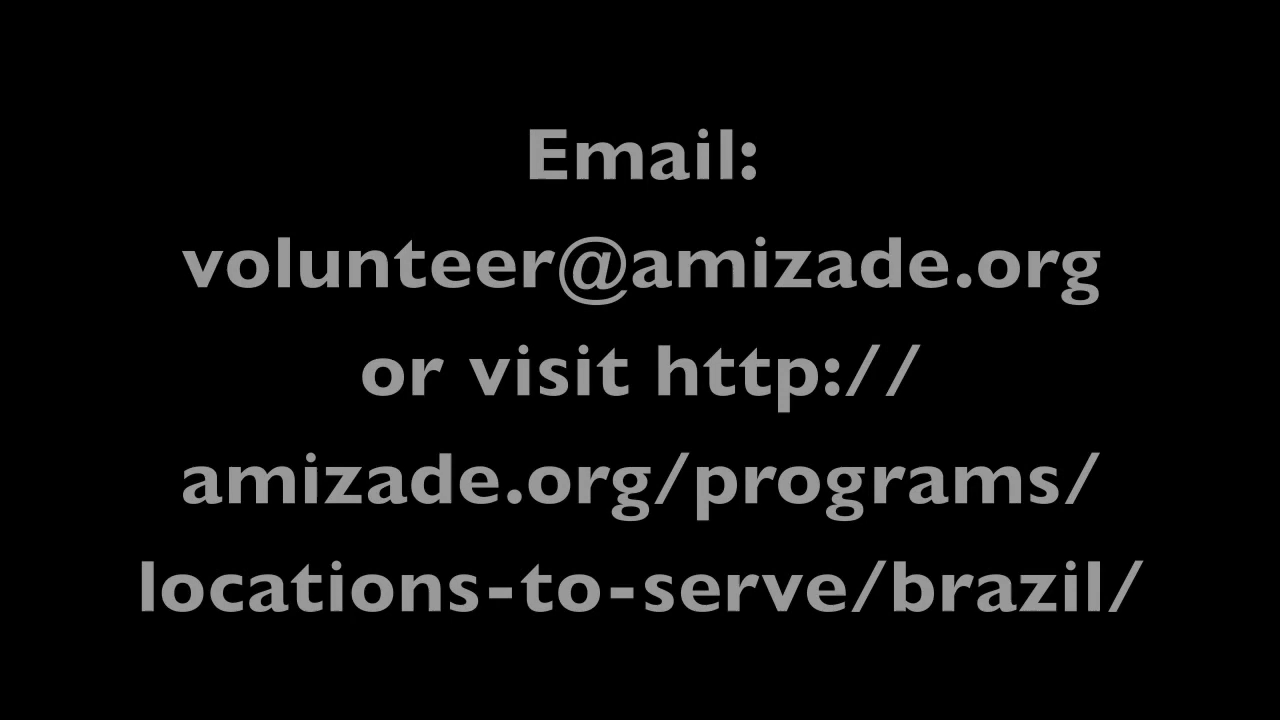 Email:
volunteer@amizade.org
or visit http://
amizade.org/programs/
locations-to-serve/brazil/